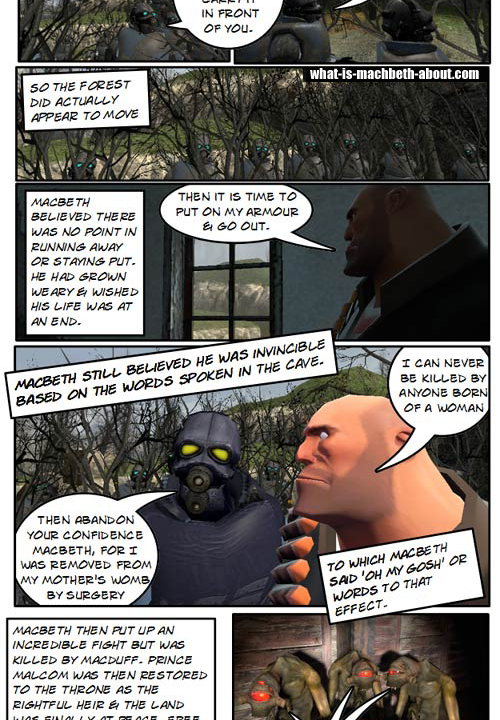 CARRY IT
IN FRONT
OF YOU.
what-is-machbeth-about.com
SO THE FOREST
DID ACTUALLY
APPEAR TO MOVE
MACBETH
BELIEVED THERE
WAS NO POINT IN
RUNNING AWAY
OR STAYING PUT.
HE HAD GROWN
WEARY & WISHED
HIS LIFE WAS AT
AN END.
THEN IT IS TIME TO
PUT ON MY ARMOUR
& GO OUT.
MACBETH STILL BELIEVED HE WAS INVINCIBLE
BASED ON THE WORDS SPOKEN IN THE CAVE.
I CAN NEVER
BE KILLED BY
ANYONE BORN
OF A WOMAN
THEN ABANDON
YOUR CONFIDENCE
MACBETH, FOR I
WAS REMOVED FROM
MY MOTHER'S WOMB
BY SURGERY
TO WHICH MACBETH
SAID 'OH MY GOSH' OR
WORDS TO THAT
EFFECT.
MACBETH THEN PUT UP AN
INCREDIBLE FIGHT BUT WAS
KILLED BY MACDUFF. PRINCE
MALCOM WAS THEN RESTORED
TO THE THRONE AS THE
RIGHTFUL HEIR & THE LAND
WAS FINALLY AT PEACE, FREE